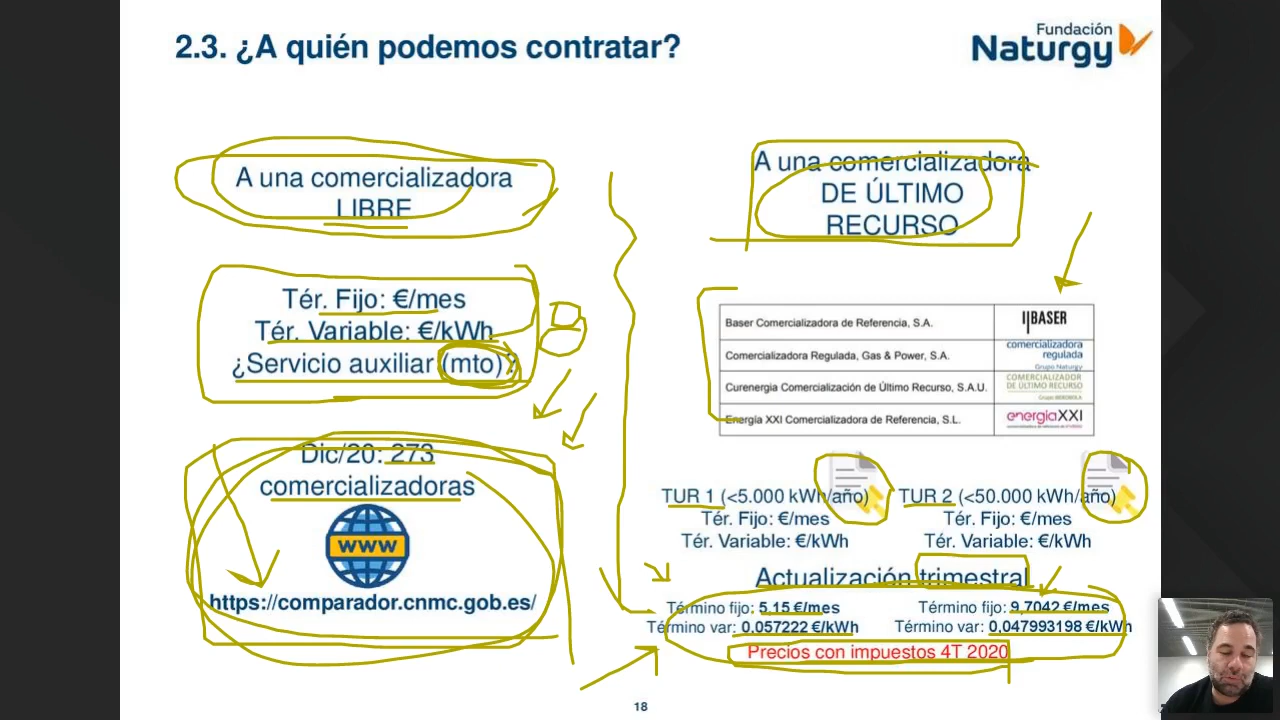 2.3. ¿A quién podemos contratar?
Fundación
Naturgy
A una comercializadora
LIBRE
Tér. Fijo: €/mes
Tér. Variable: €/kWh
¿Servicio auxiliar (mto)?
Dic/20: 273
comercializadoras
WWW
https://comparador.cnmc.gob.es/
A una comercializadora
DE ÚLTIMO
RECURSO
Baser Comercializadora de Referencia, S.A.
BASER
Comercializadora Regulada, Gas & Power, S.A.
comercializadora
regulada
Grupo Naturgy
Curenergia Comercialización de Último Recurso, S.A.U.
COMERCIALIZADOR
DE ÚLTIMO RECURSO
Grupo IBERDROLA
Energía XXI Comercializadora de Referencia, S.L.
energíaXXI
TUR 1 (<5.000 kWh/año)
Tér. Fijo: €/mes
Tér. Variable: €/kWh
TUR 2 (<50.000 kWh/año)
Tér. Fijo: €/mes
Tér. Variable: €/kWh
Actualización trimestral
Término fijo: 5,15 €/mes
Término var: 0,057222 €/kWh
Término fijo: 9,7042 €/mes
Término var: 0,047993198 €/kWh
Precios con impuestos 4T 2020
18